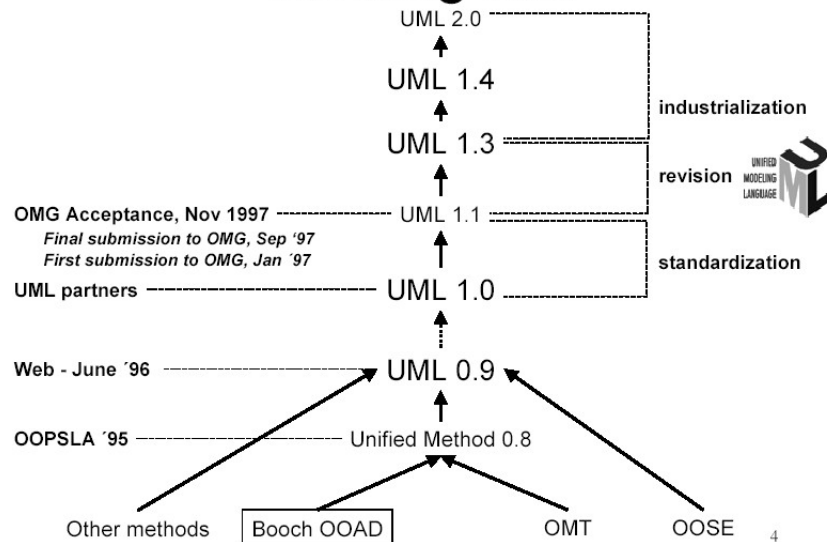 UML 2.0
UML 1.4
industrialization
UML 1.3
revision
UNIFIED
MODELING
LANGUAGE
UML
OMG Acceptance, Nov 1997
UML 1.1
Final submission to OMG, Sep ‘97
First submission to OMG, Jan ´97
standardization
UML partners
UML 1.0
Web - June ´96
UML 0.9
OOPSLA ´95
Unified Method 0.8
Other methods
Booch OOAD
OMT
OOSE
4